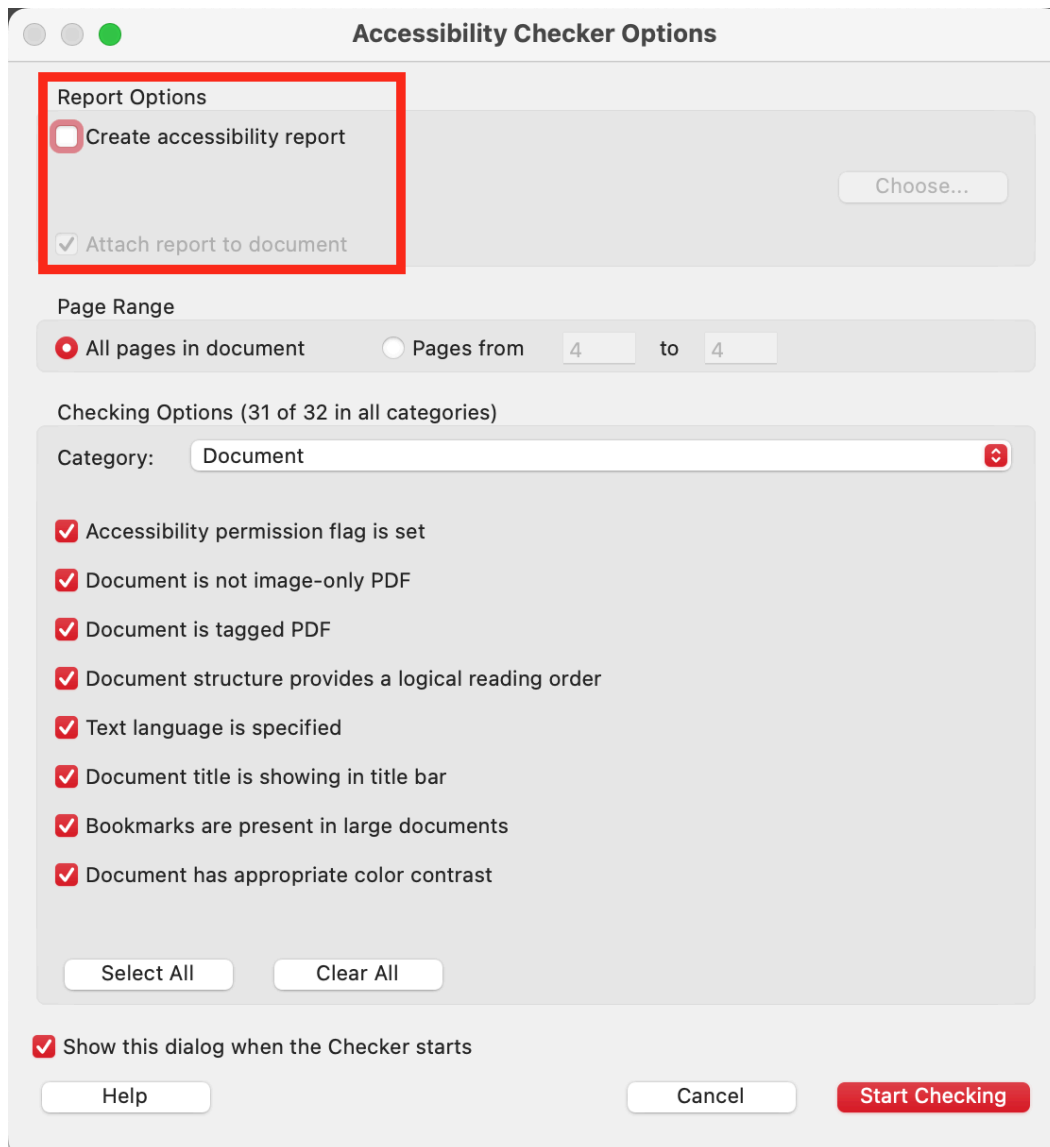 Accessibility Checker Options
Report Options
Create accessibility report
Choose...
Attach report to document
Page Range
All pages in document Pages from 4 to 4
Checking Options (31 of 32 in all categories)
Category: Document
Accessibility permission flag is set
Document is not image-only PDF
Document is tagged PDF
Document structure provides a logical reading order
Text language is specified
Document title is showing in title bar
Bookmarks are present in large documents
Document has appropriate color contrast
Select All Clear All
Show this dialog when the Checker starts
Help Cancel Start Checking